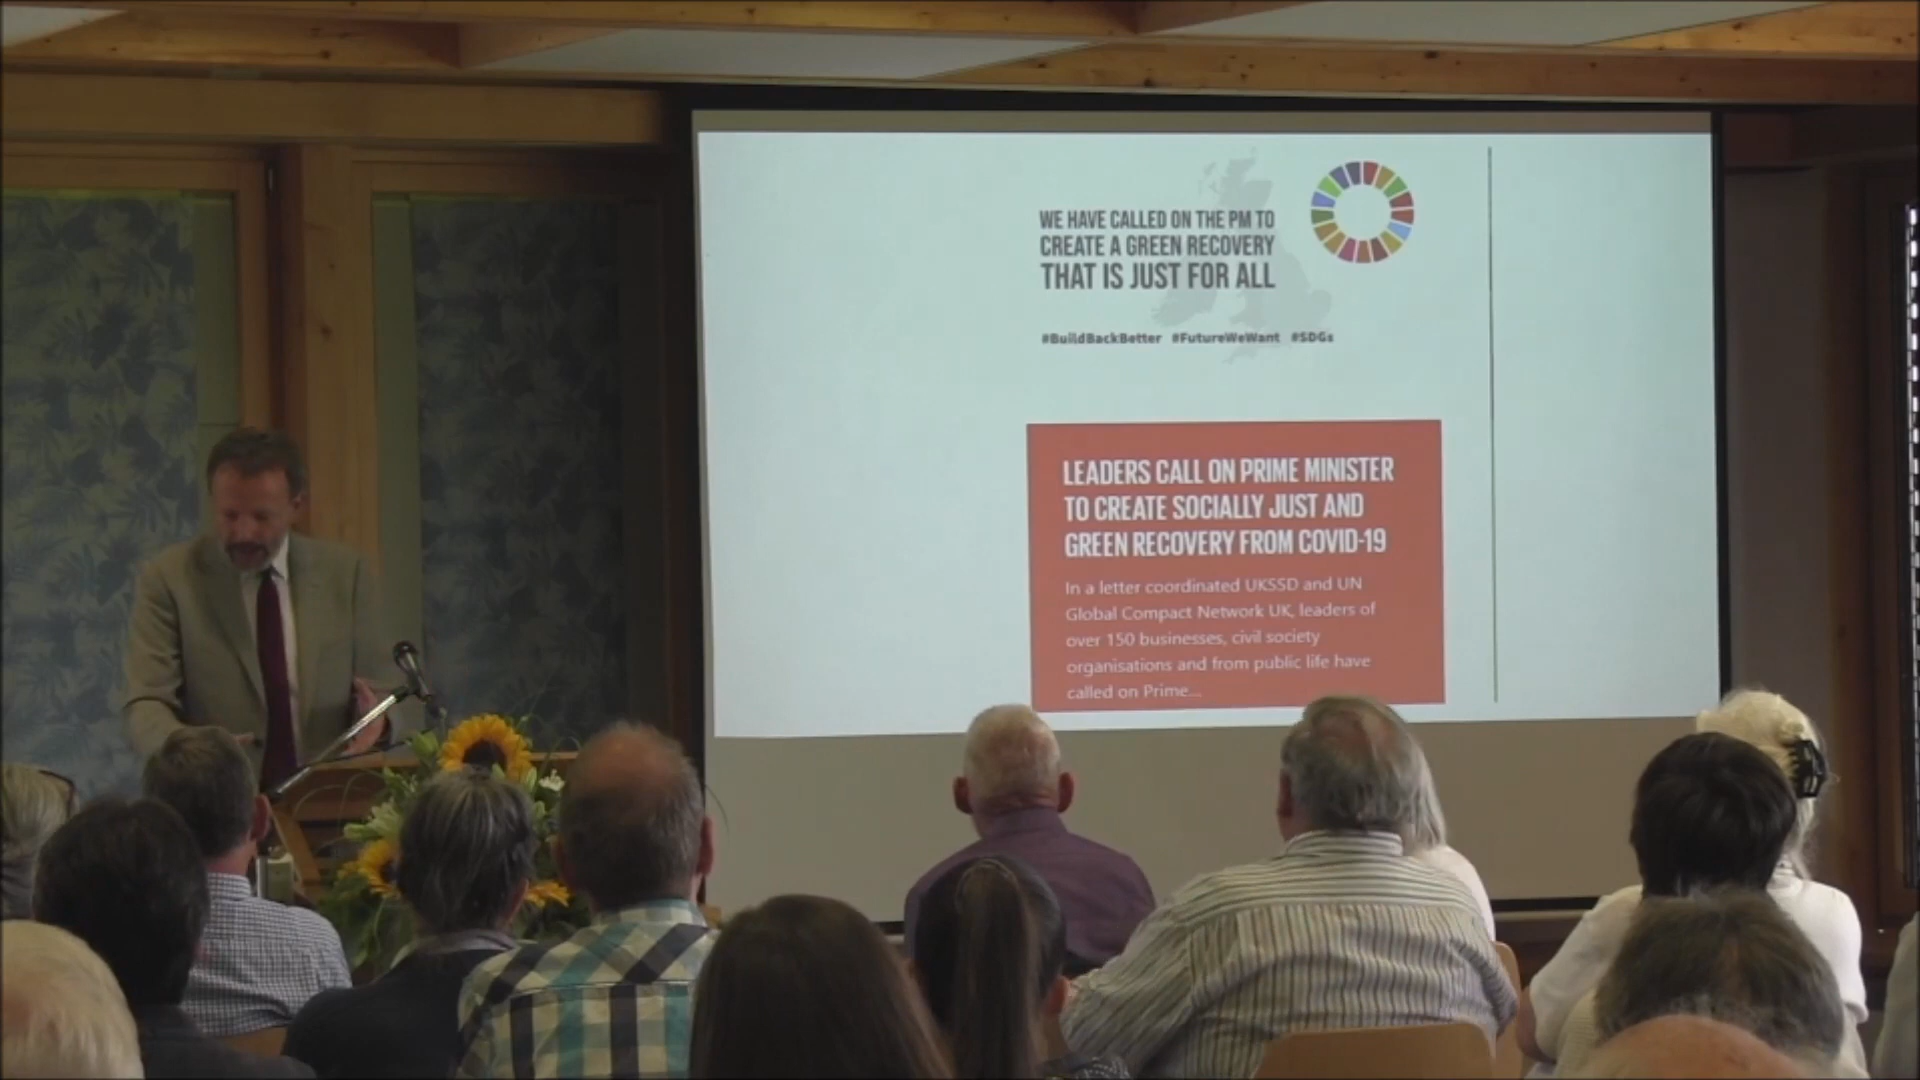 WE HAVE CALLED ON THE PM TO
CREATE A GREEN RECOVERY
THAT IS JUST FOR ALL
#BuildBackBetter #FutureWeWant #SDGs
LEADERS CALL ON PRIME MINISTER
TO CREATE SOCIALLY JUST AND
GREEN RECOVERY FROM COVID-19
In a letter coordinated UKSSD and UN
Global Compact Network UK, leaders of
over 150 businesses, civil society
organisations and from public life have
called on Prime...